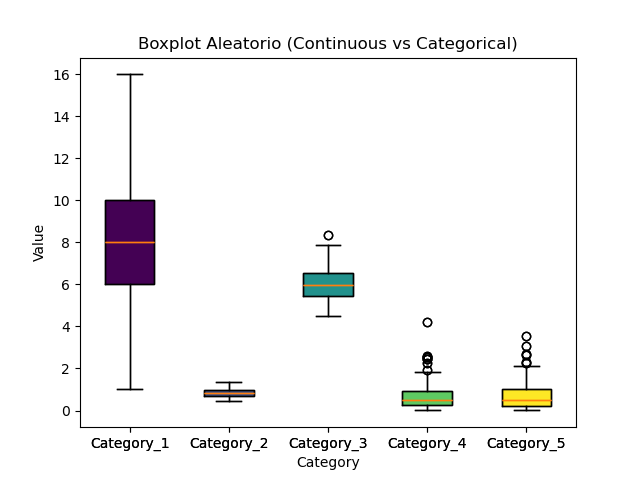 Boxplot Aleatorio (Continuous vs Categorical)
16
14
12
10
8
6
4
2
0
Value
Category_1 Category_2 Category_3 Category_4 Category_5
Category